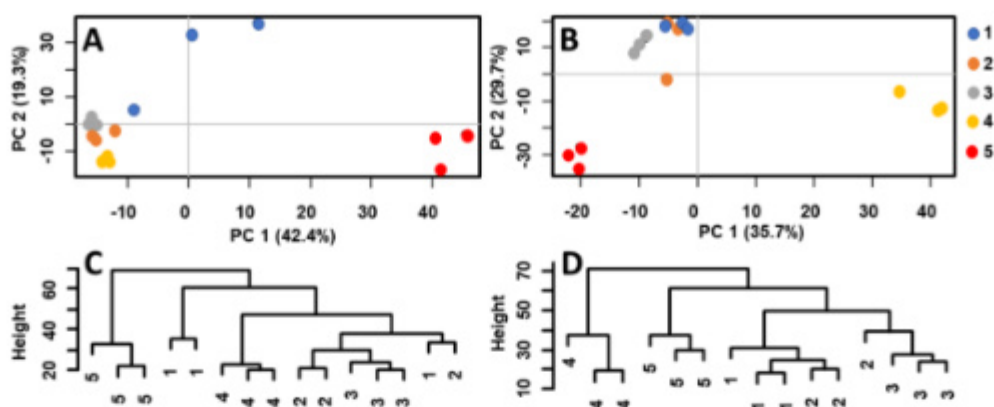 A
PC 2 (19.3%)
30
10
-10
-10 0 10 20 30 40
PC 1 (42.4%)
B
PC 2 (29.7%)
10
-10
-30
-20 -10 0 10 20 30 40
PC 1 (35.7%)
1
2
3
4
5
C
Height
60
40
20
5 5 5 1 1 4 4 4 2 2 3 3 3 1 2
D
Height
70
50
30
10
4 4 4 5 5 5 1 1 1 2 2 2 3 3 3